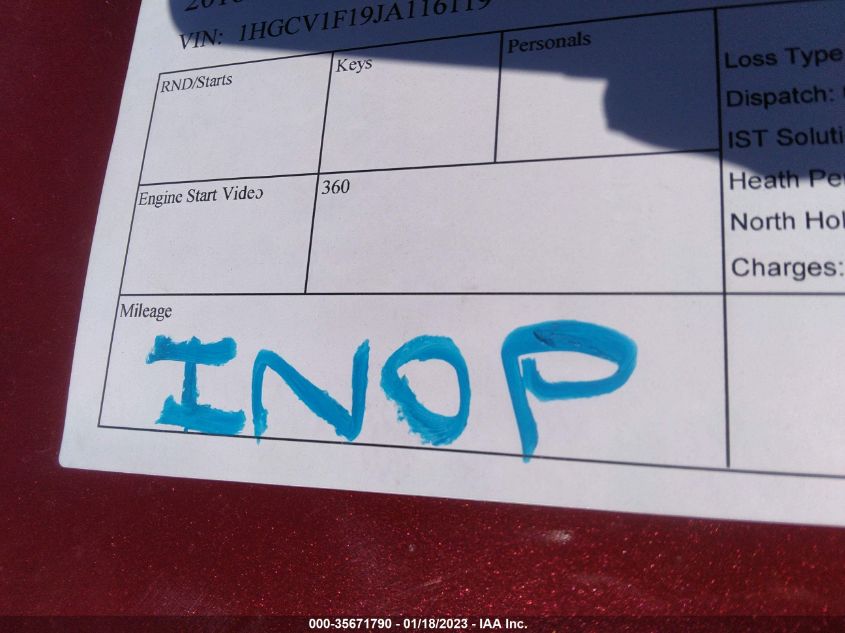 VIN: 1HGCV1F19JA116119
RND/Starts
Keys
Personals
Engine Start Video
360
Mileage
INOP
Loss Type
Dispatch:
IST Soluti
Heath Pe
North Hol
Charges:
000-35671790 - 01/18/2023 - IAA Inc.